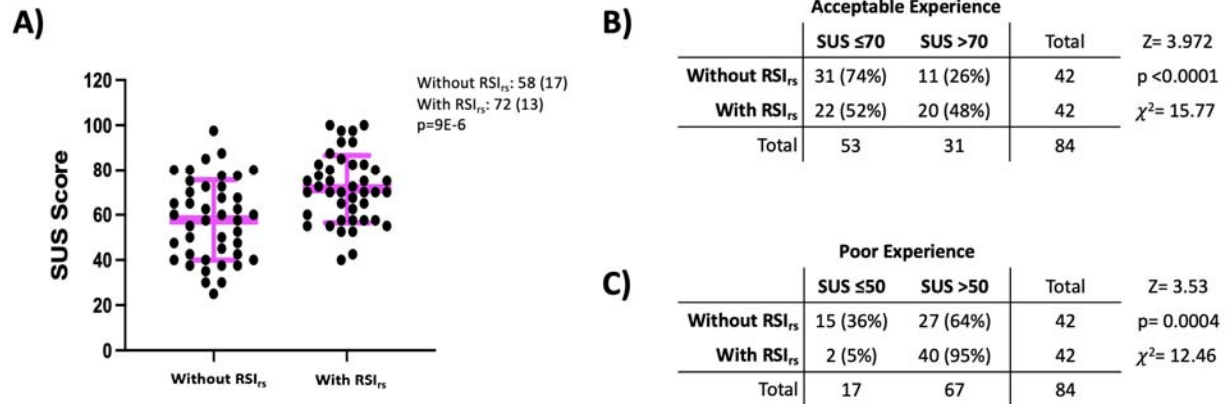 A)
Without RSIrs: 58 (17)
With RSIrs: 72 (13)
p=9E-6
SUS Score
120
100
80
60
40
20
0
Without RSIrs With RSIrs
B)
Acceptable Experience
SUS ≤70 SUS >70 Total Z= 3.972
Without RSIrs 31 (74%) 11 (26%) 42 p <0.0001
With RSIrs 22 (52%) 20 (48%) 42 χ²= 15.77
Total 53 31 84
C)
Poor Experience
SUS ≤50 SUS >50 Total Z= 3.53
Without RSIrs 15 (36%) 27 (64%) 42 p= 0.0004
With RSIrs 2 (5%) 40 (95%) 42 χ²= 12.46
Total 17 67 84